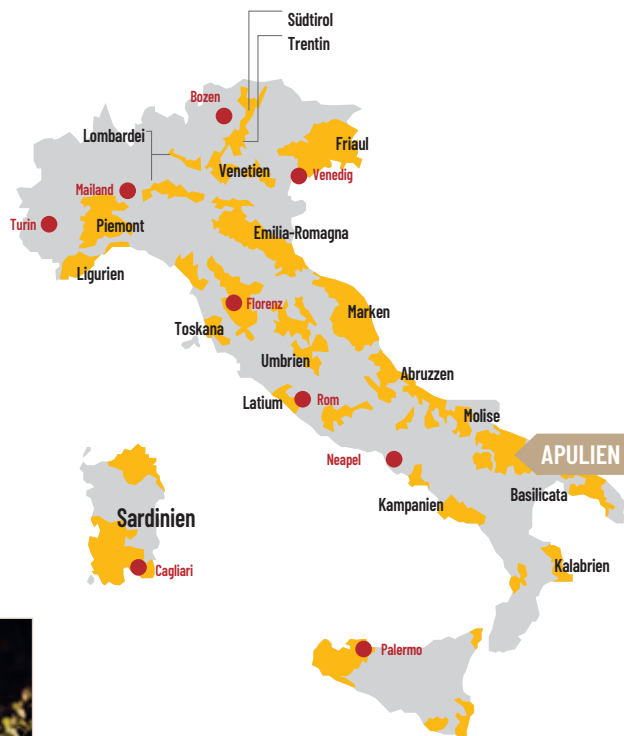 Südtirol
Trentin
Bozen
Lombardei
Friaul
Venetien
Venedig
Mailand
Turin
Piemont
Emilia-Romagna
Ligurien
Florenz
Marken
Toskana
Umbrien
Abruzzen
Latium
Rom
Molise
Neapel
APULIEN
Basilicata
Kampanien
Sardinien
Kalabrien
Cagliari
Palermo